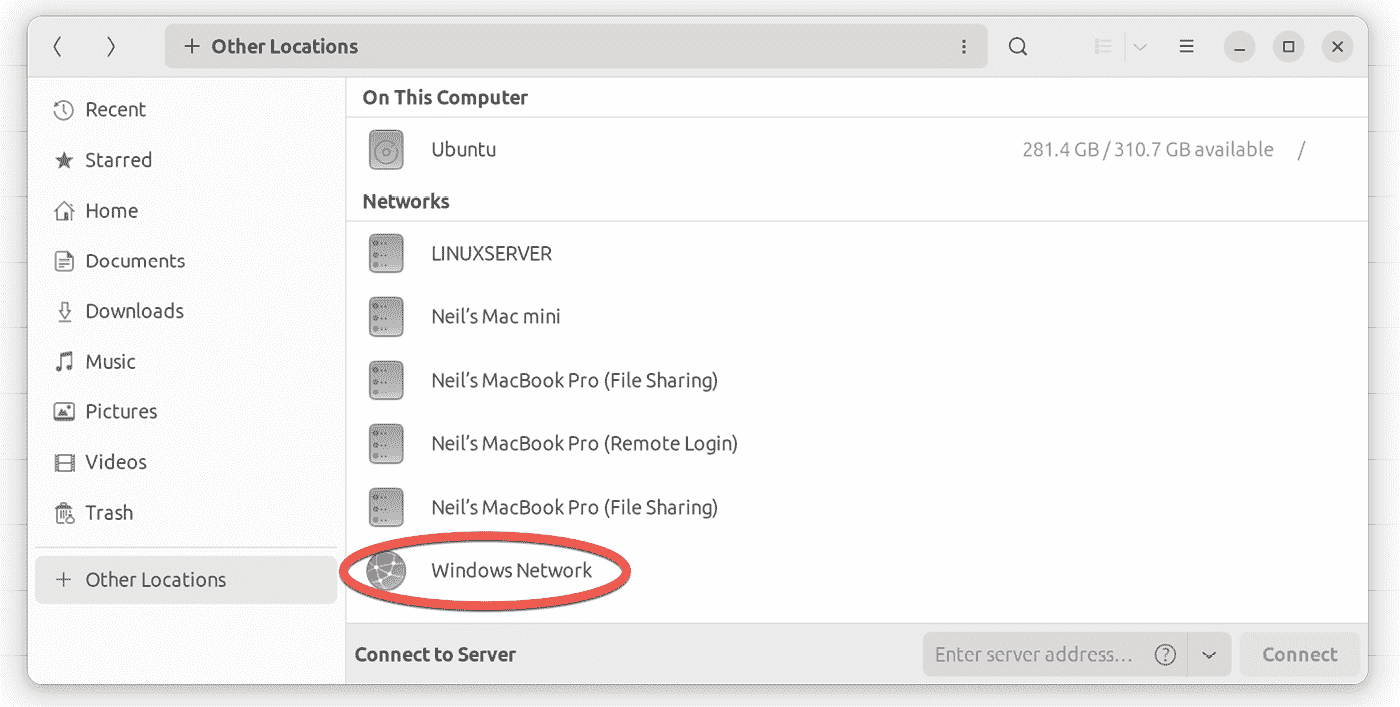 Other Locations
Recent
Starred
Home
Documents
Downloads
Music
Pictures
Videos
Trash
Other Locations
On This Computer
Ubuntu 281.4 GB / 310.7 GB available /
Networks
LINUXSERVER
Neil’s Mac mini
Neil’s MacBook Pro (File Sharing)
Neil’s MacBook Pro (Remote Login)
Neil’s MacBook Pro (File Sharing)
Windows Network
Connect to Server Enter server address... ? Connect